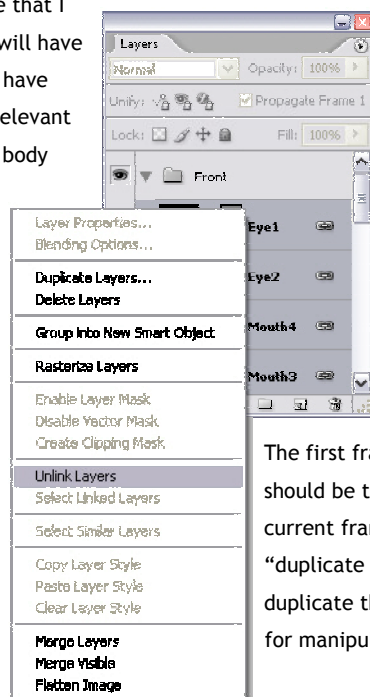 e that I
will have
have
elevant
body
Layers
Normal Opacity: 100%
Unify: Propagate Frame 1
Lock: Fill: 100%
Front
Eye1
Eye2
Mouth4
Mouth3
Layer Properties...
Blending Options...
Duplicate Layers...
Delete Layers
Group into New Smart Object
Rasterize Layers
Enable Layer Mask
Disable Vector Mask
Create Clipping Mask
Unlink Layers
Select Linked Layers
Select Similar Layers
Copy Layer Style
Paste Layer Style
Clear Layer Style
Merge Layers
Merge Visible
Flatten Image
The first fra
should be t
current fran
“duplicate
duplicate th
for manipu